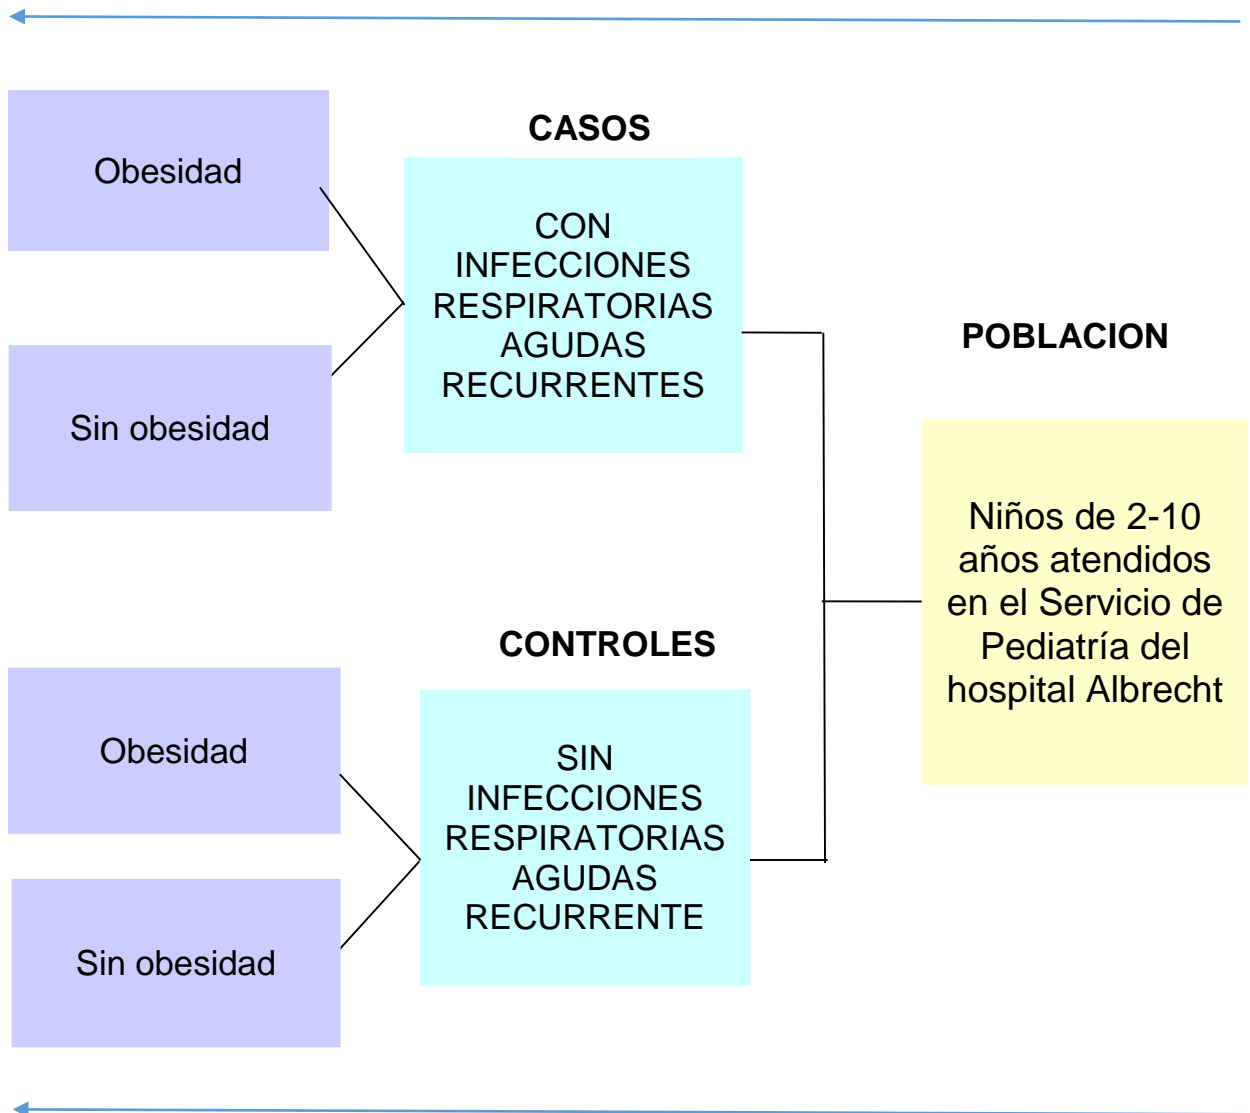 Obesidad
Sin obesidad
CASOS
CON
INFECCIONES
RESPIRATORIAS
AGUDAS
RECURRENTES
POBLACION
Niños de 2-10
años atendidos
en el Servicio de
Pediatría del
hospital Albrecht
CONTROLES
SIN
INFECCIONES
RESPIRATORIAS
AGUDAS
RECURRENTE
Obesidad
Sin obesidad